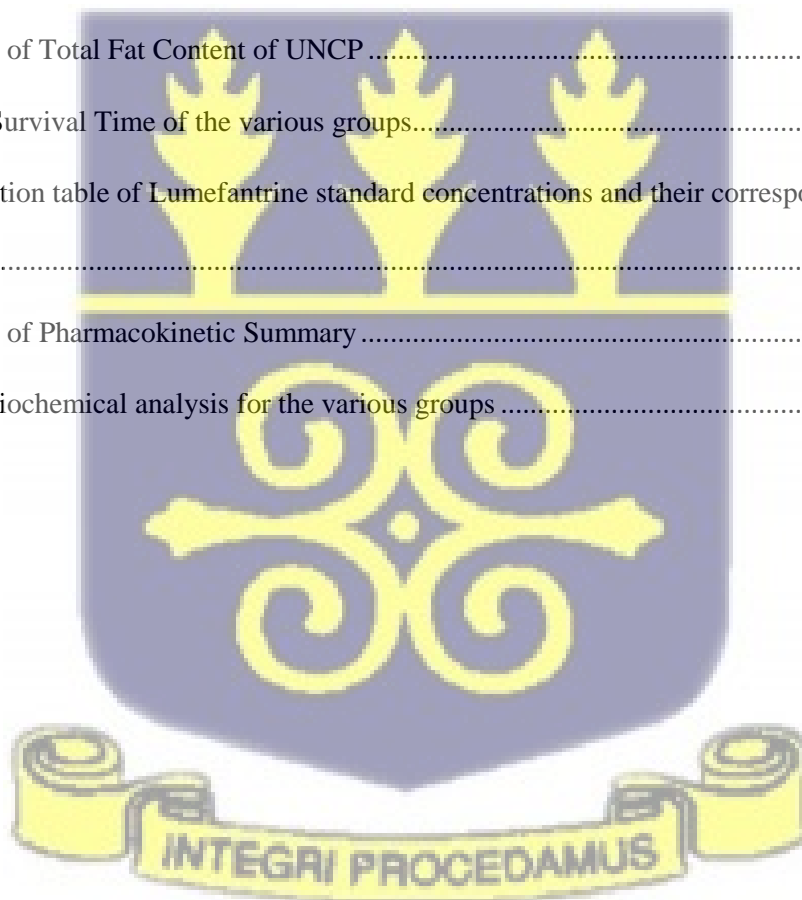 of Total Fat Content of UNCP ................................................................
Survival Time of the various groups................................................................
tion table of Lumefantrine standard concentrations and their correspo
................................................................................................
of Pharmacokinetic Summary ................................................................
iochemical analysis for the various groups ................................................
INTEGRI PROCEDAMUS